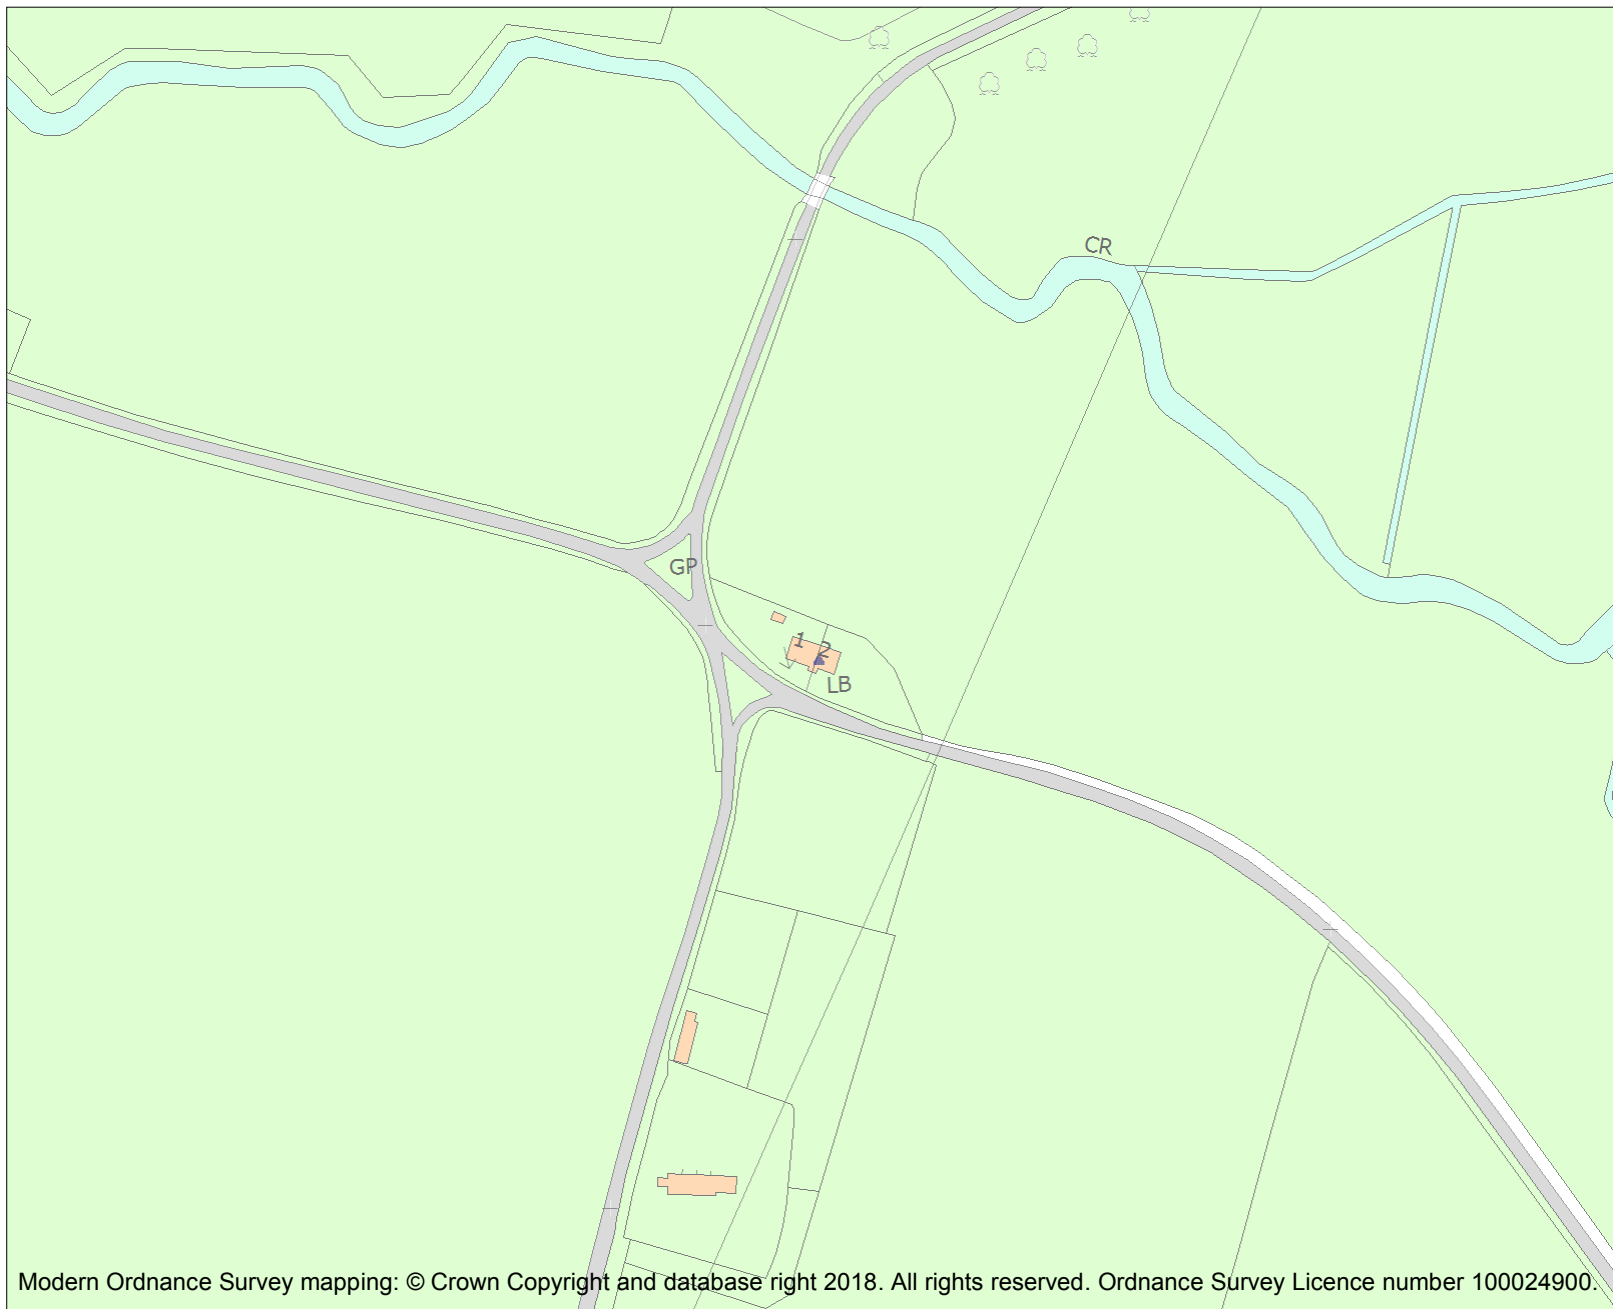 CR
GP
1 2
LB
Modern Ordnance Survey mapping: © Crown Copyright and database right 2018. All rights reserved. Ordnance Survey Licence number 100024900.